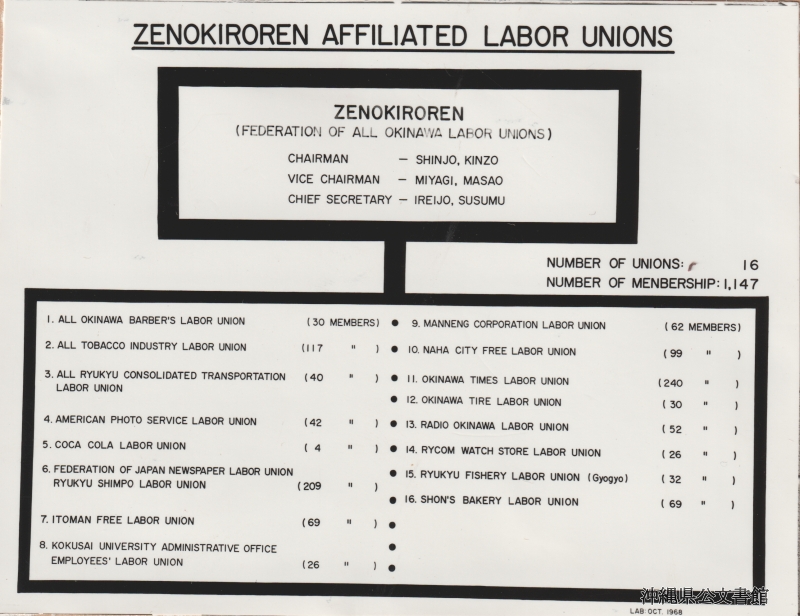 ZENOKIROREN AFFILIATED LABOR UNIONS
ZENOKIROREN
(FEDERATION OF ALL OKINAWA LABOR UNIONS)
CHAIRMAN — SHINJO, KINZO
VICE CHAIRMAN — MIYAGI, MASAO
CHIEF SECRETARY — IREIJO, SUSUMU
NUMBER OF UNIONS: 16
NUMBER OF MENBERSHIP: 1,147
1. ALL OKINAWA BARBER'S LABOR UNION (30 MEMBERS)
2. ALL TOBACCO INDUSTRY LABOR UNION (117 " )
3. ALL RYUKYU CONSOLIDATED TRANSPORTATION (40 " )
LABOR UNION
4. AMERICAN PHOTO SERVICE LABOR UNION (42 " )
5. COCA COLA LABOR UNION ( 4 " )
6. FEDERATION OF JAPAN NEWSPAPER LABOR UNION
RYUKYU SHIMPO LABOR UNION (209 " )
7. ITOMAN FREE LABOR UNION (69 " )
8. KOKUSAI UNIVERSITY ADMINISTRATIVE OFFICE
EMPLOYEES' LABOR UNION (26 " )
9. MANNENG CORPORATION LABOR UNION (62 MEMBERS)
10. NAHA CITY FREE LABOR UNION (99 " )
11. OKINAWA TIMES LABOR UNION (240 " )
12. OKINAWA TIRE LABOR UNION (30 " )
13. RADIO OKINAWA LABOR UNION (52 " )
14. RYCOM WATCH STORE LABOR UNION (26 " )
15. RYUKYU FISHERY LABOR UNION (Gyogyo) (32 " )
16. SHON'S BAKERY LABOR UNION (69 " )
沖縄県公文書館
LAB: OCT. 1968